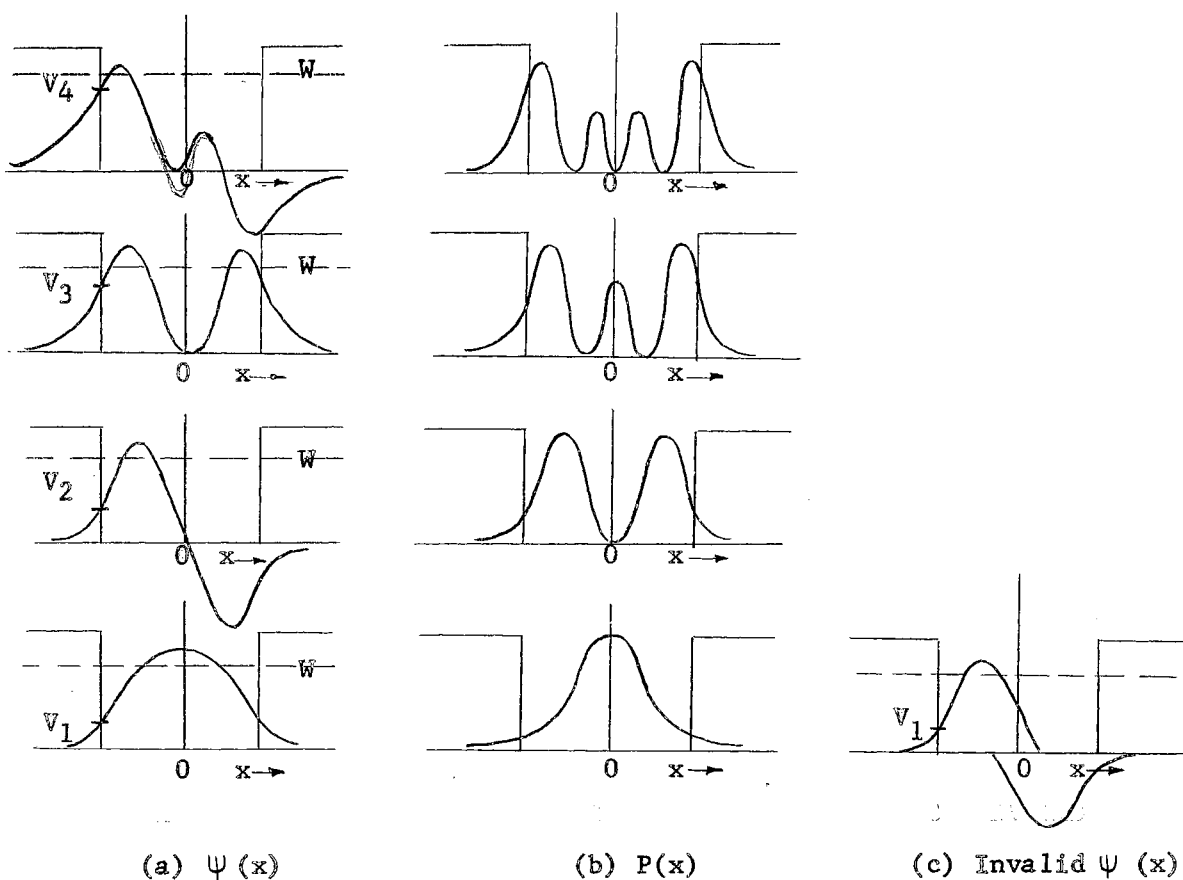 V4 W
0 x
V3 W
0 x
V2 W
0 x
V1 W
0 x
(a) Ψ (x)
0 x
0 x
0 x
0 x
(b) P(x)
V1
0 x
(c) Invalid Ψ (x)